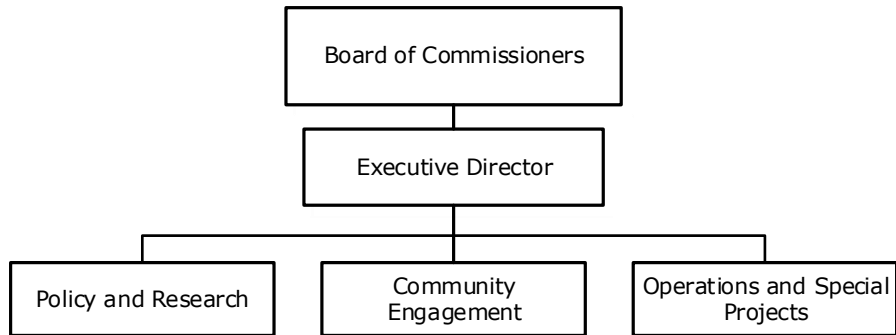 Board of Commissioners
Executive Director
Policy and Research
Community
Engagement
Operations and Special
Projects